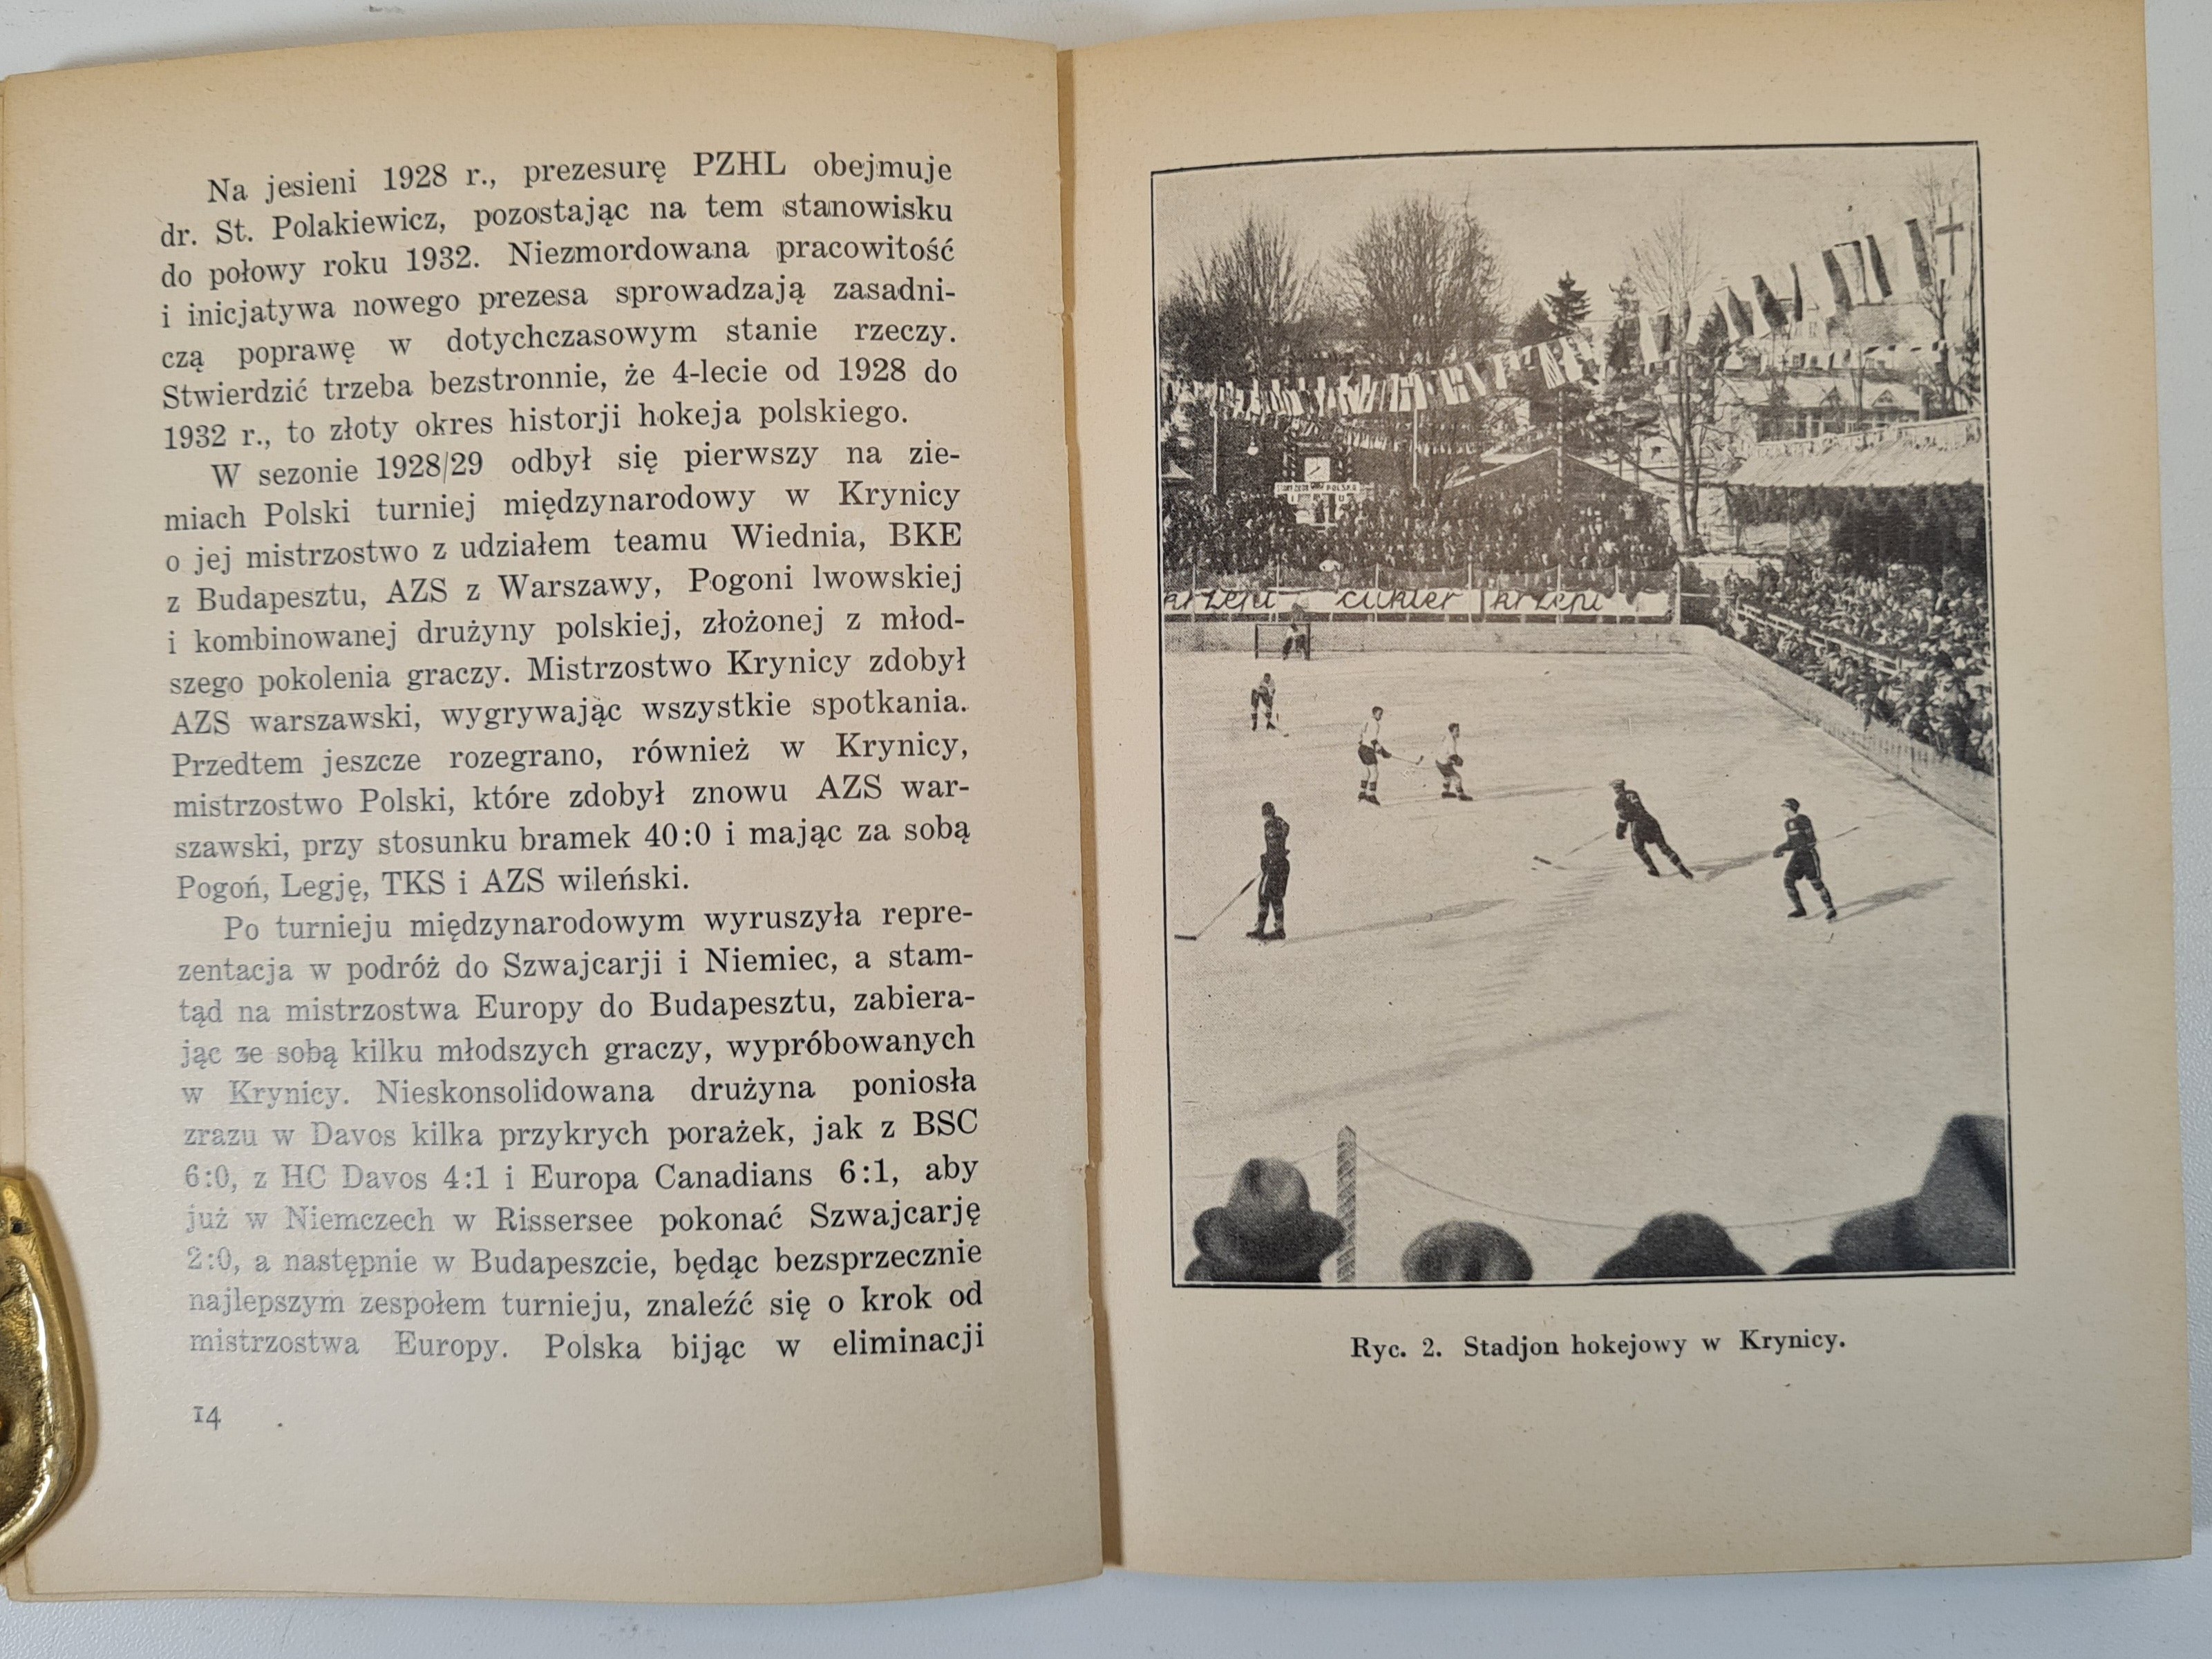 Na jesieni 1928 r., prezesurę PZHL obejmuje
dr. St. Polakiewicz, pozostając na tem stanowisku
do połowy roku 1932. Niezmordowana pracowitość
i inicjatywa nowego prezesa sprowadzają zasadni-
czą poprawę w dotychczasowym stanie rzeczy.
Stwierdzić trzeba bezstronnie, że 4-lecie od 1928 do
1932 r., to złoty okres historji hokeja polskiego.
W sezonie 1928/29 odbył się pierwszy na zie-
miach Polski turniej międzynarodowy w Krynicy
o jej mistrzostwo z udziałem teamu Wiednia, BKE
z Budapesztu, AZS z Warszawy, Pogoni lwowskiej
i kombinowanej drużyny polskiej, złożonej z młod-
szego pokolenia graczy. Mistrzostwo Krynicy zdobył
AZS warszawski, wygrywając wszystkie spotkania.
Przedtem jeszcze rozegrano, również w Krynicy,
mistrzostwo Polski, które zdobył znowu AZS war-
szawski, przy stosunku bramek 40:0 i mając za sobą
Pogoń, Legję, TKS i AZS wileński.
Po turnieju międzynarodowym wyruszyła repre-
zentacja w podróż do Szwajcarji i Niemiec, a stam-
tąd na mistrzostwa Europy do Budapesztu, zabiera-
jąc ze sobą kilku młodszych graczy, wypróbowanych
w Krynicy. Nieskonsolidowana drużyna poniosła
zrazu w Davos kilka przykrych porażek, jak z BSC
6:0, z HC Davos 4:1 i Europa Canadians 6:1, aby
już w Niemczech w Rissersee pokonać Szwajcarję
2:0, a następnie w Budapeszcie, będąc bezsprzecznie
najlepszym zespołem turnieju, znaleźć się o krok od
mistrzostwa Europy. Polska bijąc w eliminacji
14
POLSKA
krzepi cukier krzepi
Ryc. 2. Stadjon hokejowy w Krynicy.